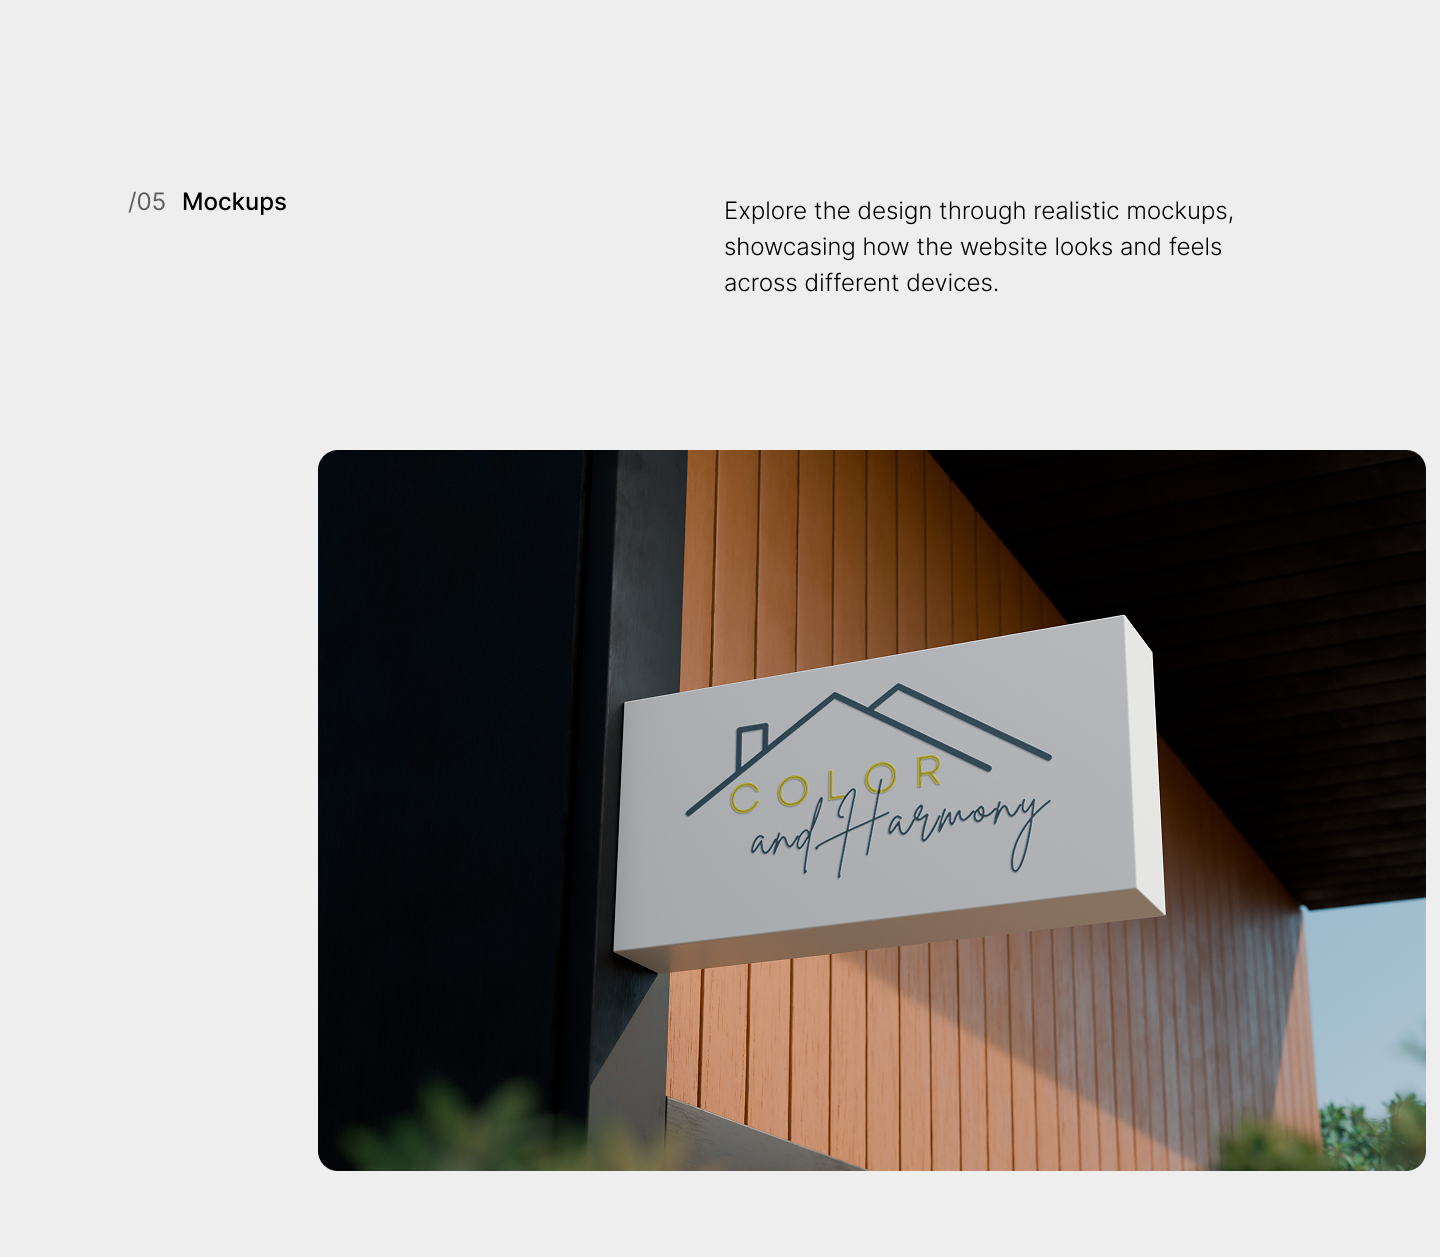 /05 Mockups
Explore the design through realistic mockups,
showcasing how the website looks and feels
across different devices.
COLOR
and Harmony